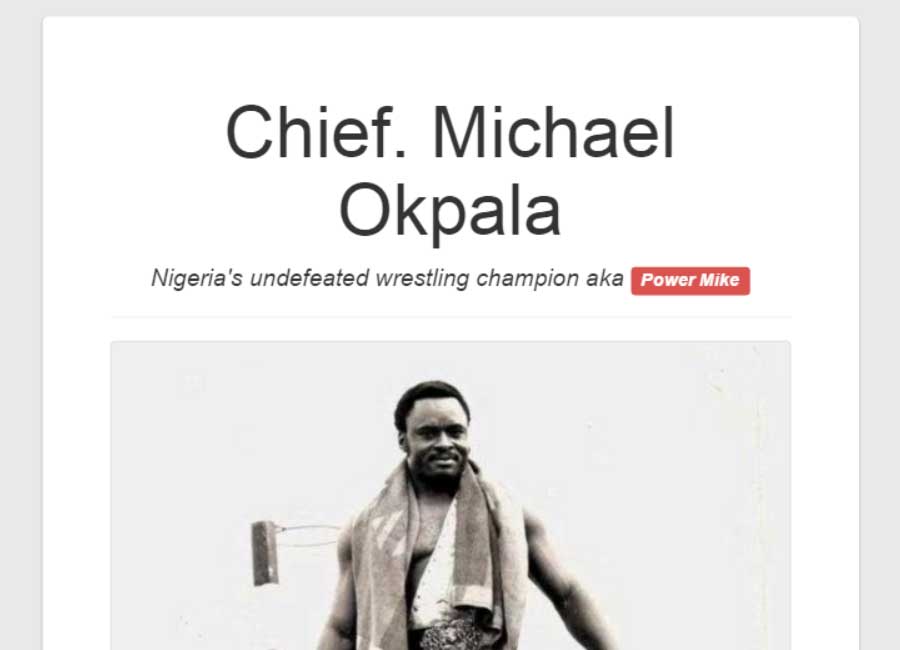 Chief. Michael
Okpala
Nigeria's undefeated wrestling champion aka Power Mike